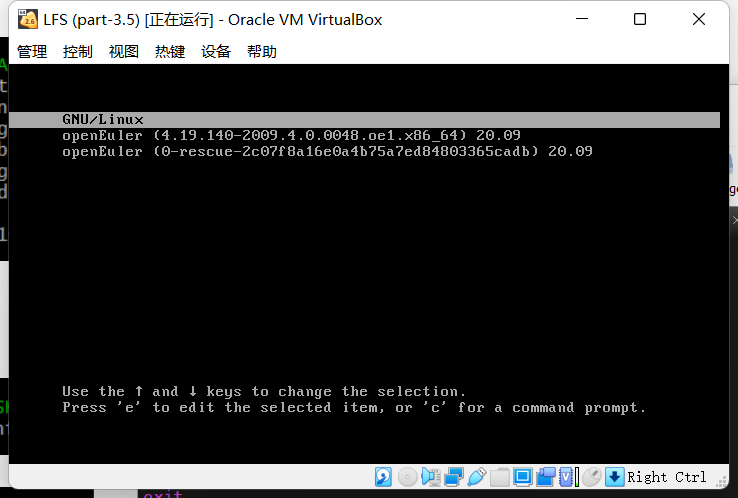 LFS (part-3.5) [正在运行] - Oracle VM VirtualBox
管理 控制 视图 热键 设备 帮助
GNU/Linux
openEuler (4.19.140-2009.4.0.0048.oe1.x86_64) 20.09
openEuler (0-rescue-2c07f8a16e0a4b75a7ed84803365cadb) 20.09
Use the ↑ and ↓ keys to change the selection.
Press 'e' to edit the selected item, or 'c' for a command prompt.
Right Ctrl
exit